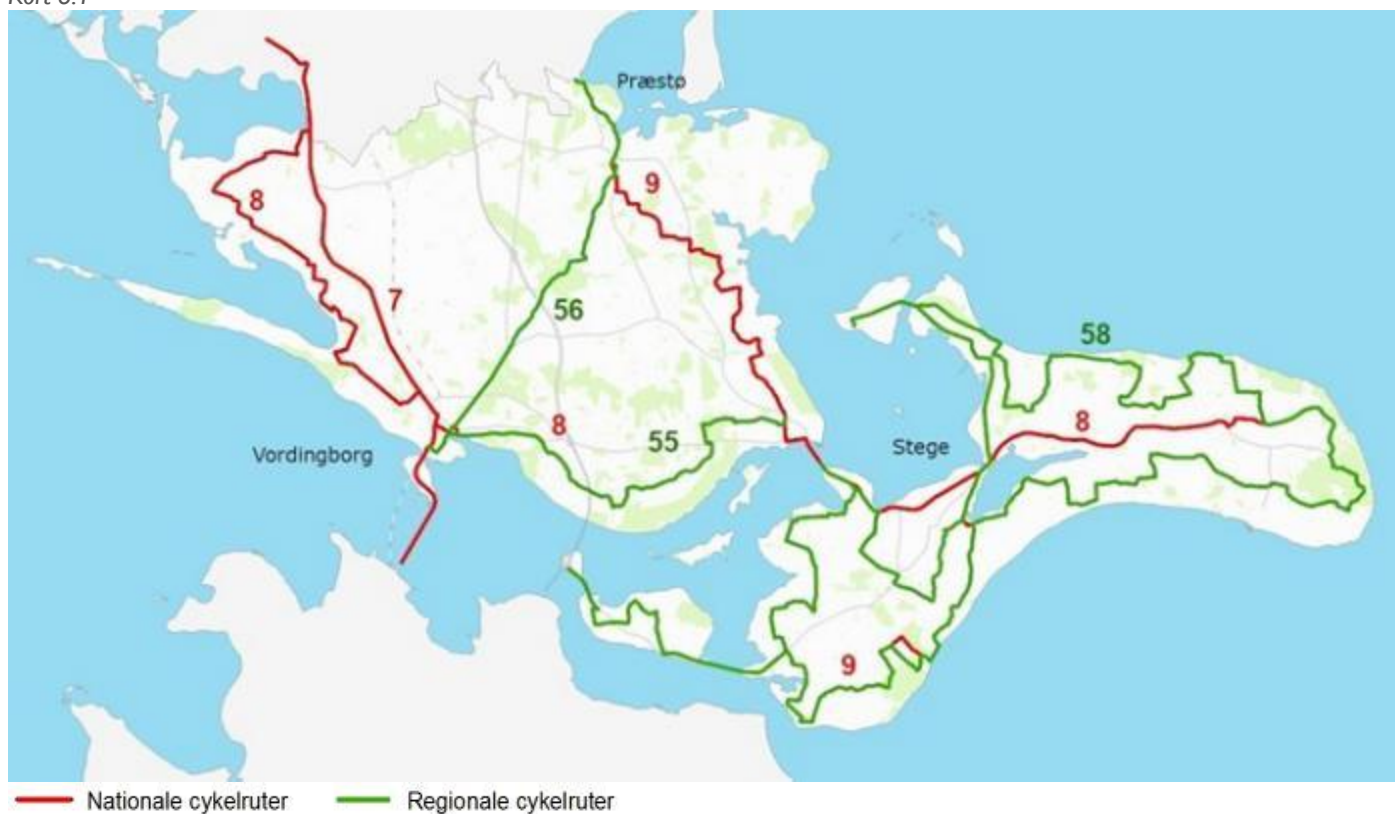 Præstø
9
8
7
56
58
8
8
55
Stege
Vordingborg
9
Nationale cykelruter
Regionale cykelruter